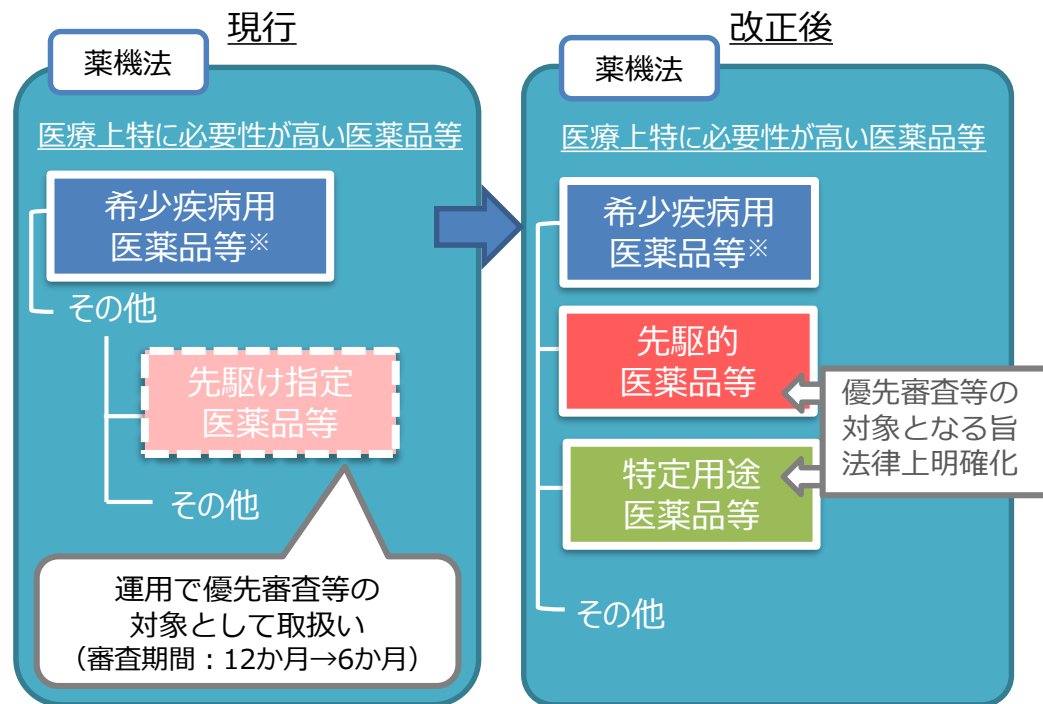 現行
薬機法
医療上特に必要性が高い医薬品等
希少疾病用
医薬品等※
その他
先駆け指定
医薬品等
その他
運用で優先審査等の
対象として取扱い
（審査期間：12か月→6か月）
改正後
薬機法
医療上特に必要性が高い医薬品等
希少疾病用
医薬品等※
先駆的
医薬品等
優先審査等の
対象となる旨
法律上明確化
特定用途
医薬品等
その他